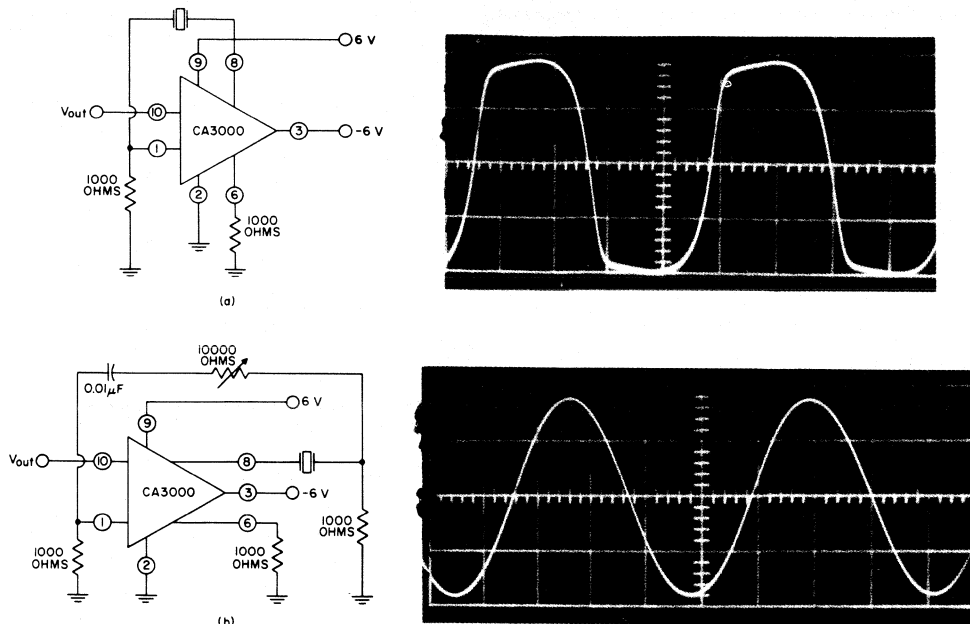 6 V
9
8
Vout
10
CA3000
3
-6 V
1
1000
OHMS
2
6
1000
OHMS
(a)
10000
OHMS
0.01µF
6 V
9
Vout
10
8
CA3000
3
-6 V
1
6
1000
OHMS
2
1000
OHMS
1000
OHMS
(b)